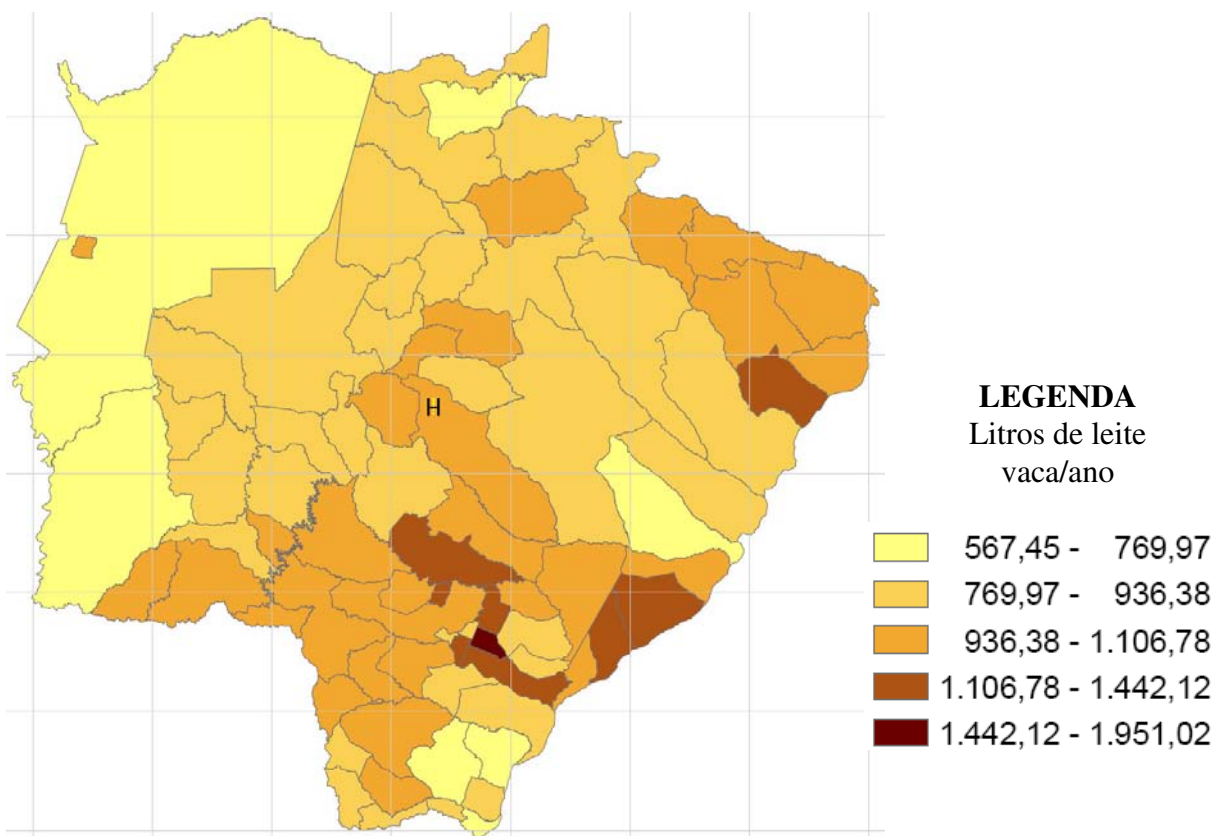 H
LEGENDA
Litros de leite
vaca/ano
567,45 - 769,97
769,97 - 936,38
936,38 - 1.106,78
1.106,78 - 1.442,12
1.442,12 - 1.951,02